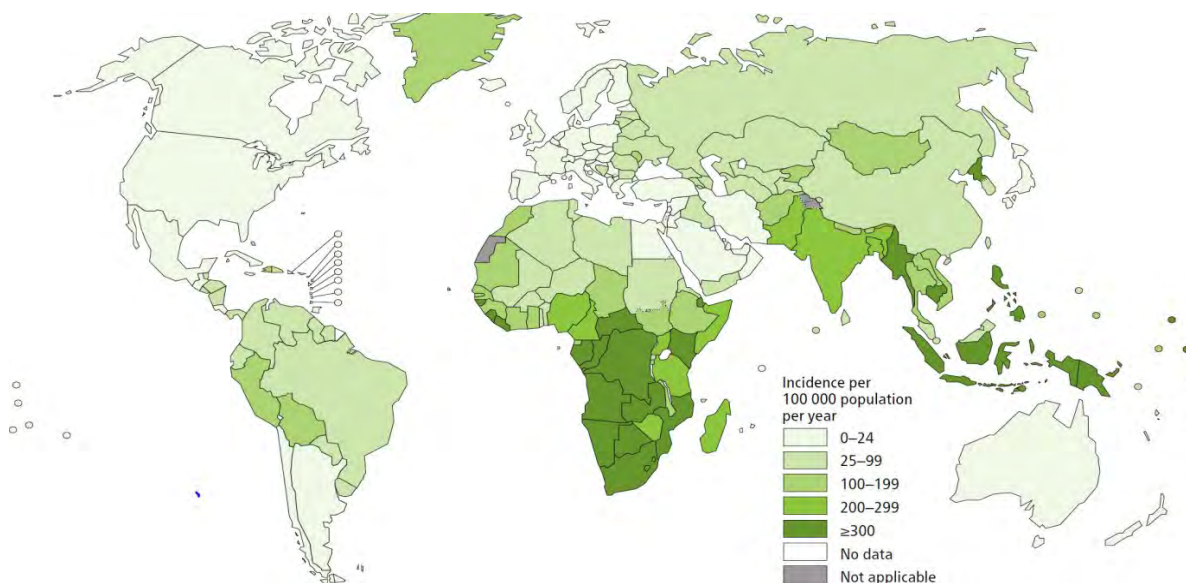 Incidence per
100 000 population
per year
0–24
25–99
100–199
200–299
≥300
No data
Not applicable